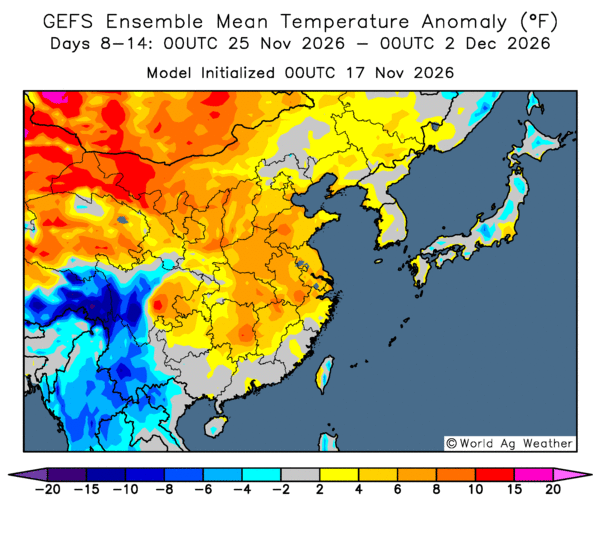 GEFS Ensemble Mean Temperature Anomaly (°F)
Days 8-14: 00UTC 25 Nov 2026 - 00UTC 2 Dec 2026
Model Initialized 00UTC 17 Nov 2026
©World Ag Weather
-20 -15 -10 -8 -6 -4 -2 2 4 6 8 10 15 20